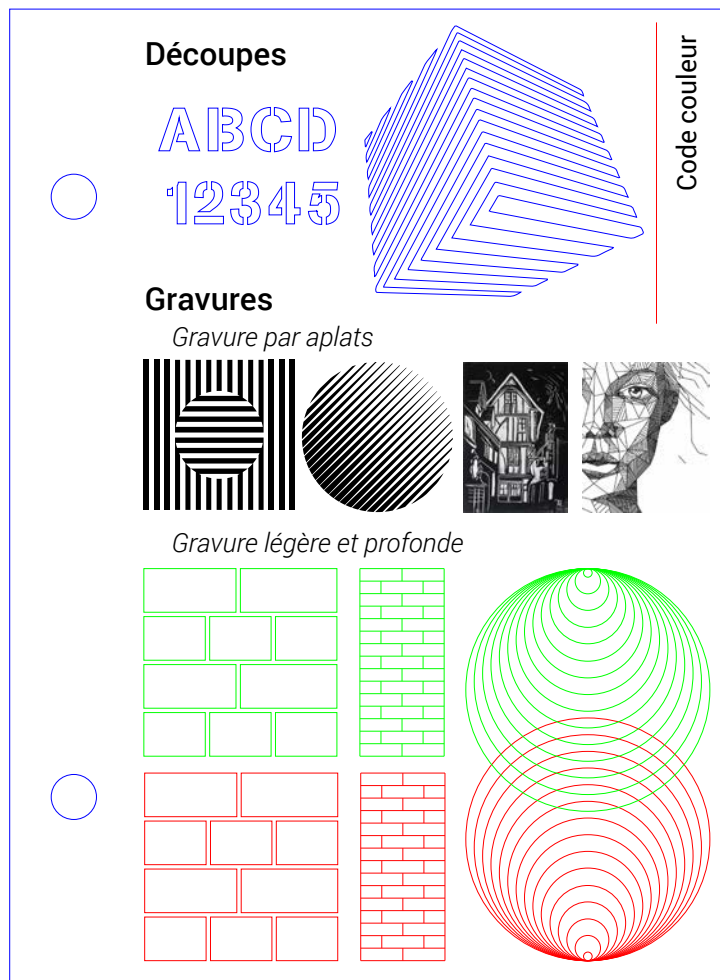 Découpes
ABCD
12345
Code couleur
Gravures
Gravure par aplats
Gravure légère et profonde